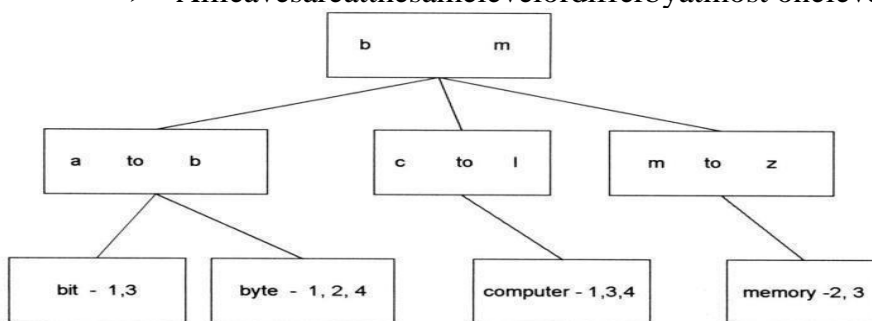 b m
a to b c to l m to z
bit - 1,3 byte - 1, 2, 4 computer - 1,3,4 memory -2, 3